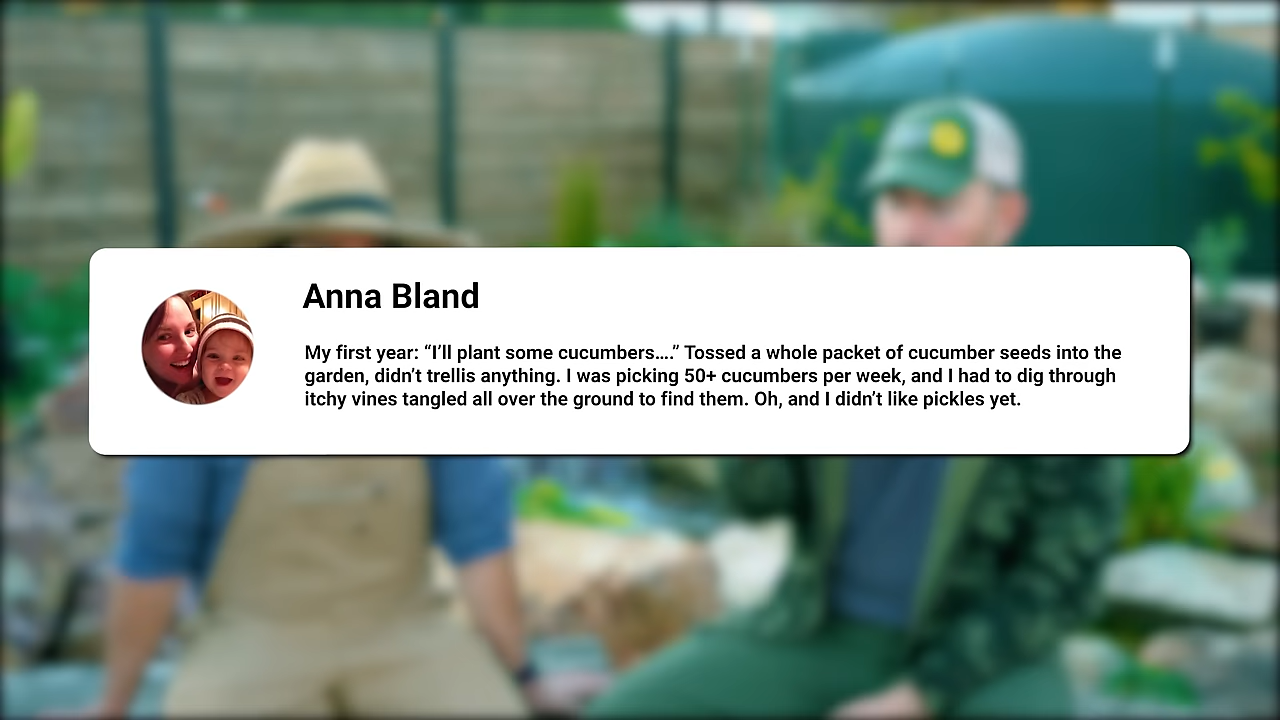 Anna Bland
My first year: “I’ll plant some cucumbers….” Tossed a whole packet of cucumber seeds into the
garden, didn’t trellis anything. I was picking 50+ cucumbers per week, and I had to dig through
itchy vines tangled all over the ground to find them. Oh, and I didn’t like pickles yet.